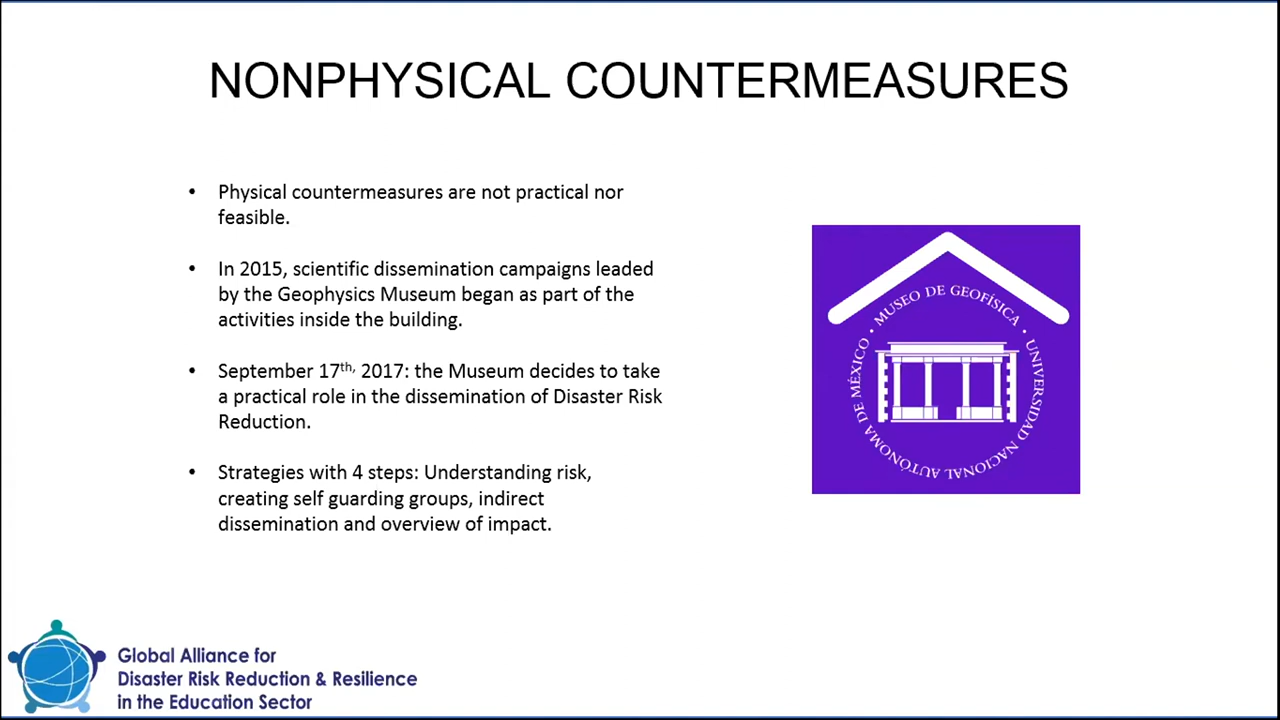 NONPHYSICAL COUNTERMEASURES
• Physical countermeasures are not practical nor
feasible.
• In 2015, scientific dissemination campaigns leaded
by the Geophysics Museum began as part of the
activities inside the building.
• September 17th, 2017: the Museum decides to take
a practical role in the dissemination of Disaster Risk
Reduction.
• Strategies with 4 steps: Understanding risk,
creating self guarding groups, indirect
dissemination and overview of impact.
• MUSEO DE GEOFÍSICA • UNIVERSIDAD NACIONAL AUTÓNOMA DE MÉXICO
Global Alliance for
Disaster Risk Reduction & Resilience
in the Education Sector